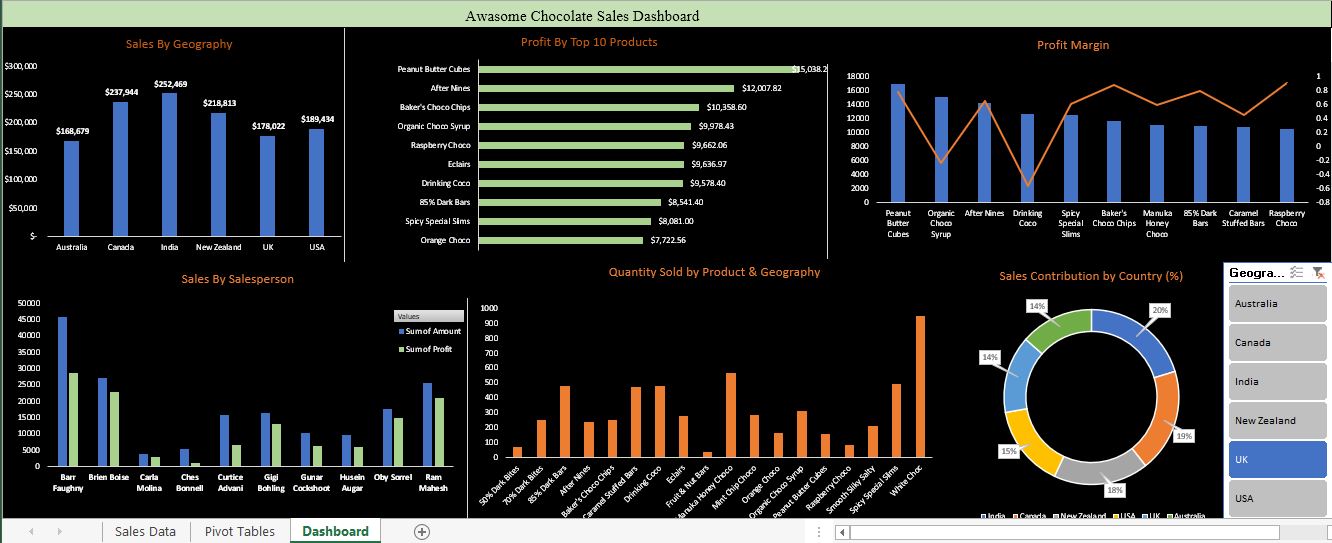 Awasome Chocolate Sales Dashboard
Sales By Geography
$300,000
$250,000
$200,000
$150,000
$100,000
$50,000
$-
$168,679
$237,944
$252,469
$218,813
$178,022
$189,434
Australia
Canada
India
New Zealand
UK
USA
Profit By Top 10 Products
Peanut Butter Cubes
$15,038.2
After Nines
$12,007.82
Baker's Choco Chips
$10,358.60
Organic Choco Syrup
$9,978.43
Raspberry Choco
$9,662.06
Eclairs
$9,636.97
Drinking Coco
$9,578.40
85% Dark Bars
$8,541.40
Spicy Special Slims
$8,081.00
Orange Choco
$7,722.56
Profit Margin
18000
16000
14000
12000
10000
8000
6000
4000
2000
0
1
0.8
0.6
0.4
0.2
0
-0.2
-0.4
-0.6
-0.8
Peanut
Butter
Cubes
Organic
Choco
Syrup
After Nines
Drinking
Coco
Spicy
Special
Slims
Baker's
Choco Chips
Manuka
Honey
Choco
85% Dark
Bars
Caramel
Stuffed Bars
Raspberry
Choco
Sales By Salesperson
50000
45000
40000
35000
30000
25000
20000
15000
10000
5000
0
Values
Sum of Amount
Sum of Profit
Barr
Faughny
Brien Boise
Carla
Molina
Ches
Bonnell
Curtice
Advani
Gigi
Bohling
Gunar
Cockshoot
Husein
Augar
Oby Sorrel
Ram
Mahesh
Quantity Sold by Product & Geography
1000
900
800
700
600
500
400
300
200
100
0
50% Dark Bites
70% Dark Bites
85% Dark Bars
After Nines
Baker's Choco Chips
Caramel Stuffed Bars
Drinking Coco
Eclairs
Fruit & Nut Bars
Manuka Honey Choco
Mint Chip Choco
Orange Choco
Organic Choco Syrup
Peanut Butter Cubes
Raspberry Choco
Smooth Silky Salty
Spicy Special Slims
White Choc
Sales Contribution by Country (%)
20%
19%
18%
15%
14%
14%
India
Canada
New Zealand
USA
UK
Australia
Geogra...
Australia
Canada
India
New Zealand
UK
USA
Sales Data
Pivot Tables
Dashboard